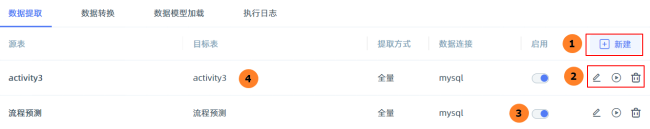 数据提取 数据转换 数据模型加载 执行日志
源表 目标表 提取方式 数据连接 启用 1 新建
activity3 activity3 4 全量 mysql 2
流程预测 流程预测 全量 mysql 3